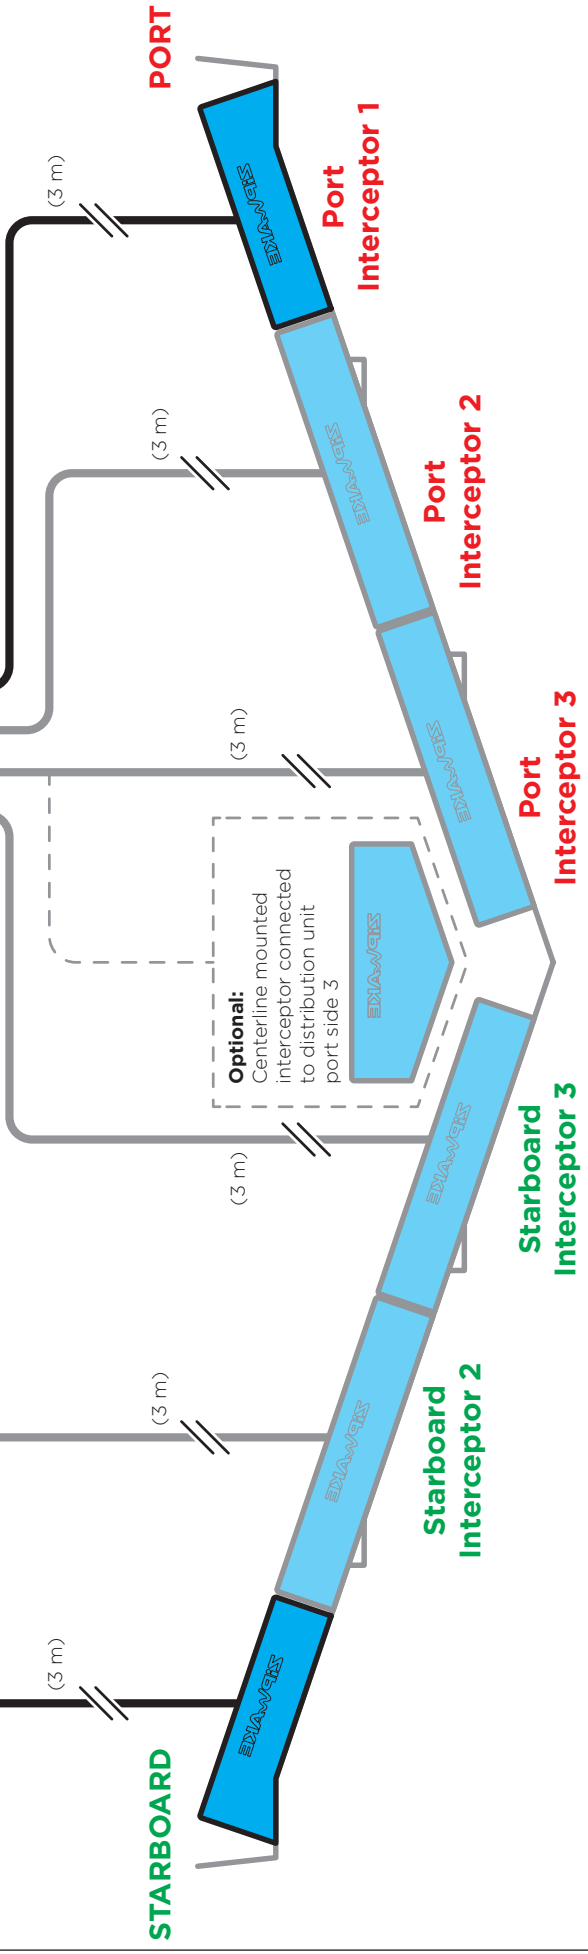 (3 m)
(3 m)
STARBOARD
(3 m)
(3 m)
PORT
(3 m)
(3 m)
Optional:
Centerline mounted
interceptor connected
to distribution unit
port side 3
ZIPWAKE
ZIPWAKE
ZIPWAKE
ZIPWAKE
ZIPWAKE
ZIPWAKE
ZIPWAKE
Port
Interceptor 1
Starboard
Interceptor 2
Port
Interceptor 2
Starboard
Interceptor 3
Port
Interceptor 3